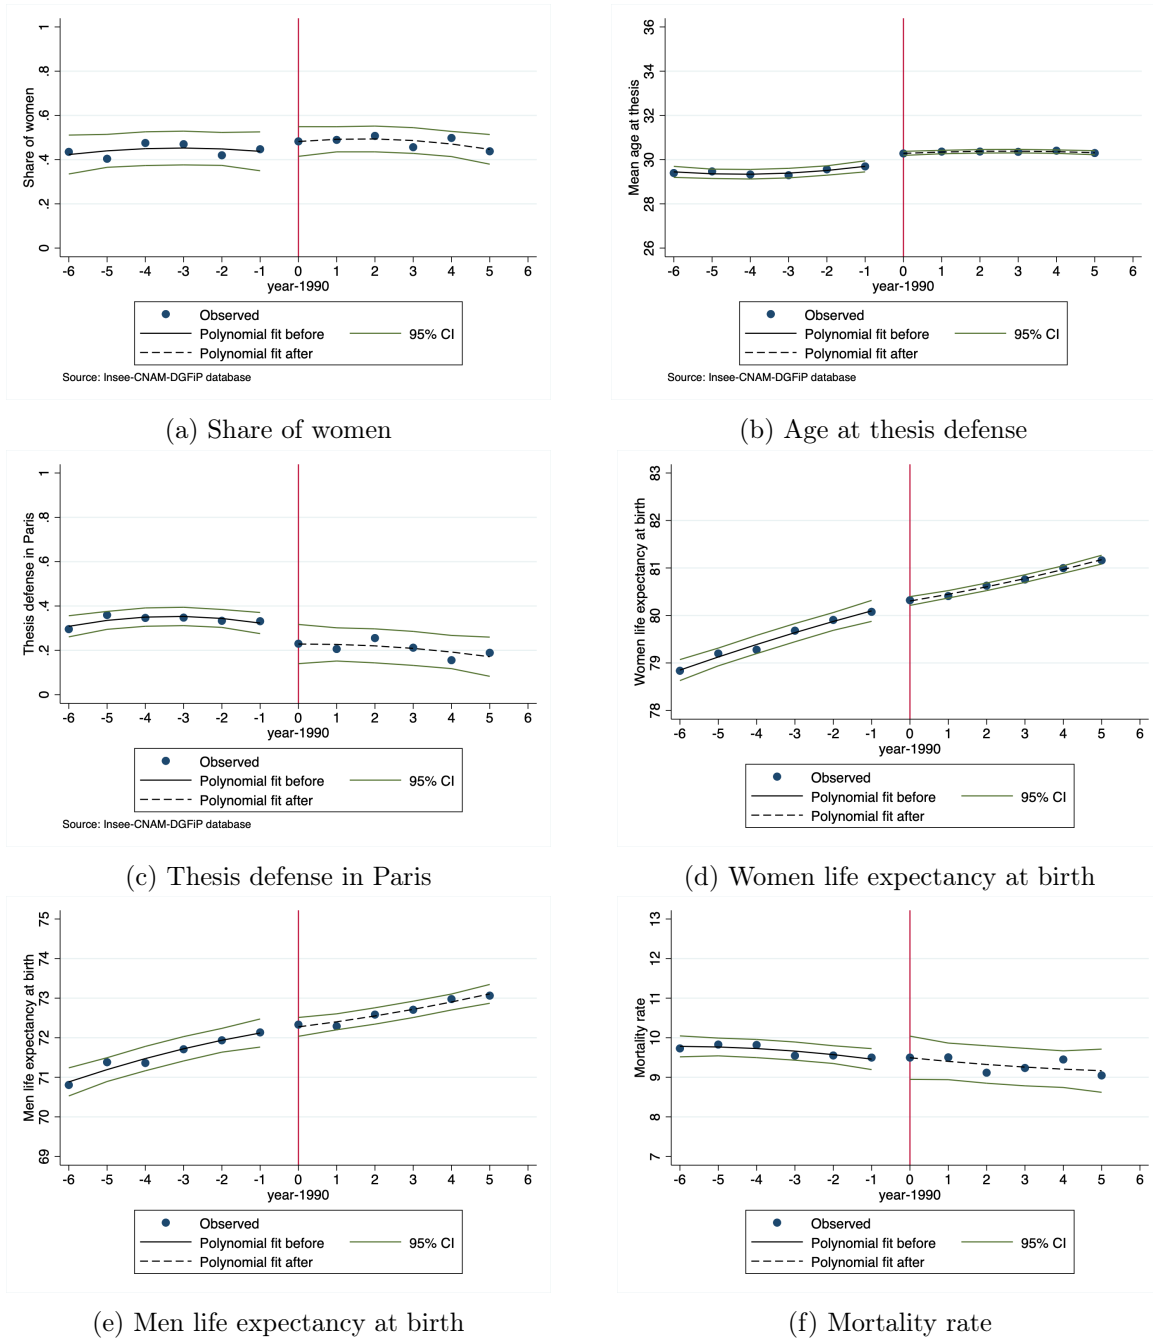 Share of women
0 .2 .4 .6 .8 1
-6 -5 -4 -3 -2 -1 0 1 2 3 4 5 6
year-1990
Observed
Polynomial fit before 95% CI
Polynomial fit after
Source: Insee-CNAM-DGFiP database
(a) Share of women
Mean age at thesis
26 28 30 32 34 36
-6 -5 -4 -3 -2 -1 0 1 2 3 4 5 6
year-1990
Observed
Polynomial fit before 95% CI
Polynomial fit after
Source: Insee-CNAM-DGFiP database
(b) Age at thesis defense
Thesis defense in Paris
0 .2 .4 .6 .8 1
-6 -5 -4 -3 -2 -1 0 1 2 3 4 5 6
year-1990
Observed
Polynomial fit before 95% CI
Polynomial fit after
Source: Insee-CNAM-DGFiP database
(c) Thesis defense in Paris
Women life expectancy at birth
78 79 80 81 82 83
-6 -5 -4 -3 -2 -1 0 1 2 3 4 5 6
year-1990
Observed
Polynomial fit before 95% CI
Polynomial fit after
(d) Women life expectancy at birth
Men life expectancy at birth
69 70 71 72 73 74 75
-6 -5 -4 -3 -2 -1 0 1 2 3 4 5 6
year-1990
Observed
Polynomial fit before 95% CI
Polynomial fit after
(e) Men life expectancy at birth
Mortality rate
7 8 9 10 11 12 13
-6 -5 -4 -3 -2 -1 0 1 2 3 4 5 6
year-1990
Observed
Polynomial fit before 95% CI
Polynomial fit after
(f) Mortality rate